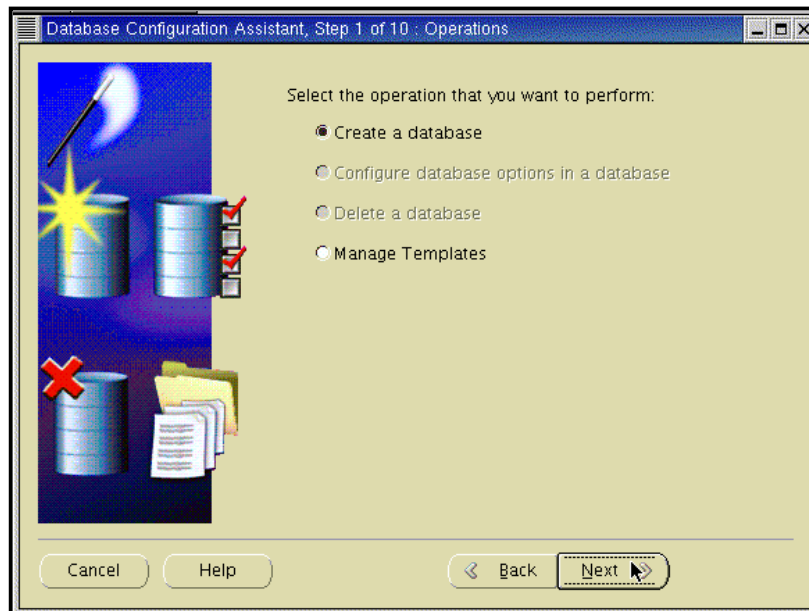 Database Configuration Assistant, Step 1 of 10 : Operations
Select the operation that you want to perform:
Create a database
Configure database options in a database
Delete a database
Manage Templates
Cancel
Help
Back
Next